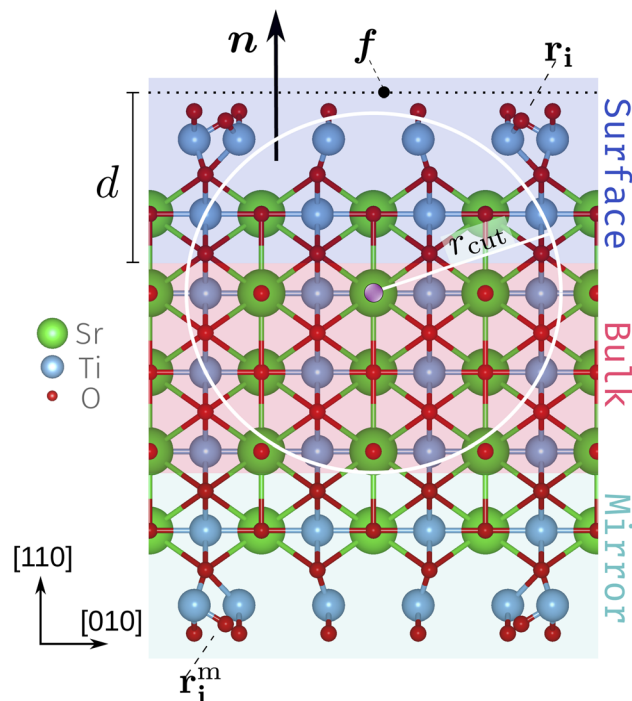 n
f
r_i
d
r_cut
Surface
Bulk
Mirror
Sr
Ti
O
[110]
[010]
r_i^m